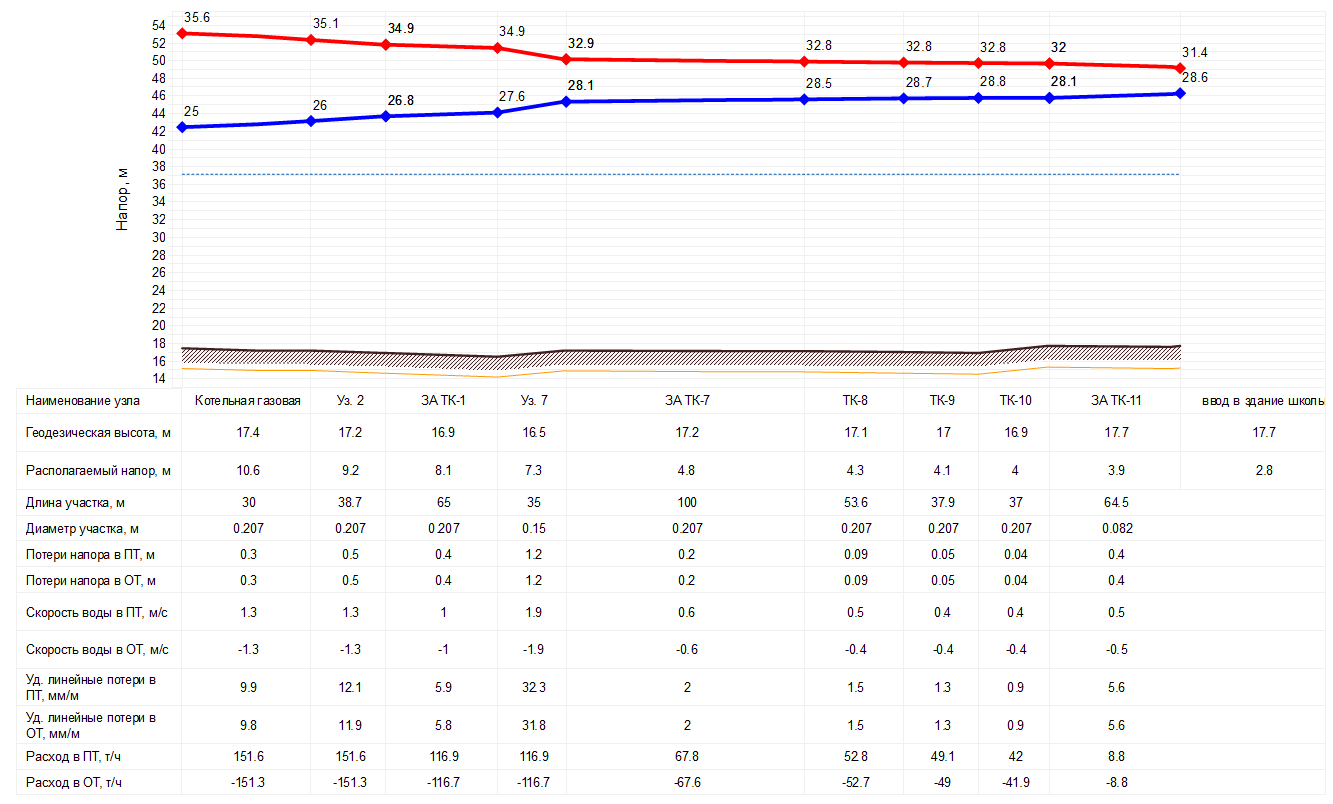 35.6 35.1 34.9 34.9 32.9 32.8 32.8 32.8 32 31.4
25 26 26.8 27.6 28.1 28.5 28.7 28.8 28.1 28.6
Напор, м
54
52
50
48
46
44
42
40
38
36
34
32
30
28
26
24
22
20
18
16
14
Наименование узла Котельная газовая Уз. 2 ЗА ТК-1 Уз. 7 ЗА ТК-7 ТК-8 ТК-9 ТК-10 ЗА ТК-11 ввод в здание школы
Геодезическая высота, м 17.4 17.2 16.9 16.5 17.2 17.1 17 16.9 17.7 17.7
Располагаемый напор, м 10.6 9.2 8.1 7.3 4.8 4.3 4.1 4 3.9 2.8
Длина участка, м 30 38.7 65 35 100 53.6 37.9 37 64.5
Диаметр участка, м 0.207 0.207 0.207 0.15 0.207 0.207 0.207 0.207 0.082
Потери напора в ПТ, м 0.3 0.5 0.4 1.2 0.2 0.09 0.05 0.04 0.4
Потери напора в ОТ, м 0.3 0.5 0.4 1.2 0.2 0.09 0.05 0.04 0.4
Скорость воды в ПТ, м/с 1.3 1.3 1 1.9 0.6 0.5 0.4 0.4 0.5
Скорость воды в ОТ, м/с -1.3 -1.3 -1 -1.9 -0.6 -0.4 -0.4 -0.4 -0.5
Уд. линейные потери в
ПТ, мм/м 9.9 12.1 5.9 32.3 2 1.5 1.3 0.9 5.6
Уд. линейные потери в
ОТ, мм/м 9.8 11.9 5.8 31.8 2 1.5 1.3 0.9 5.6
Расход в ПТ, т/ч 151.6 151.6 116.9 116.9 67.8 52.8 49.1 42 8.8
Расход в ОТ, т/ч -151.3 -151.3 -116.7 -116.7 -67.6 -52.7 -49 -41.9 -8.8